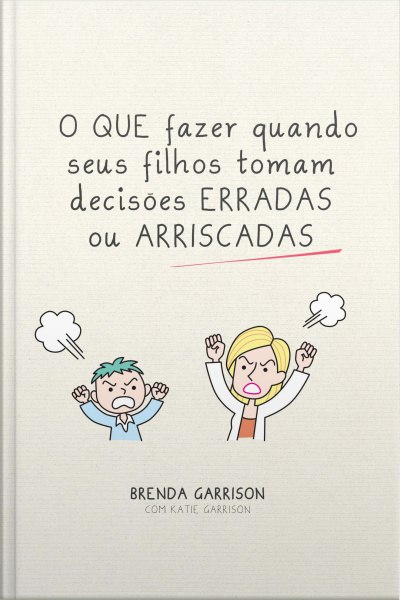 O QUE fazer quando
seus filhos tomam
decisões ERRADAS
ou ARRISCADAS
BRENDA GARRISON
COM KATIE GARRISON